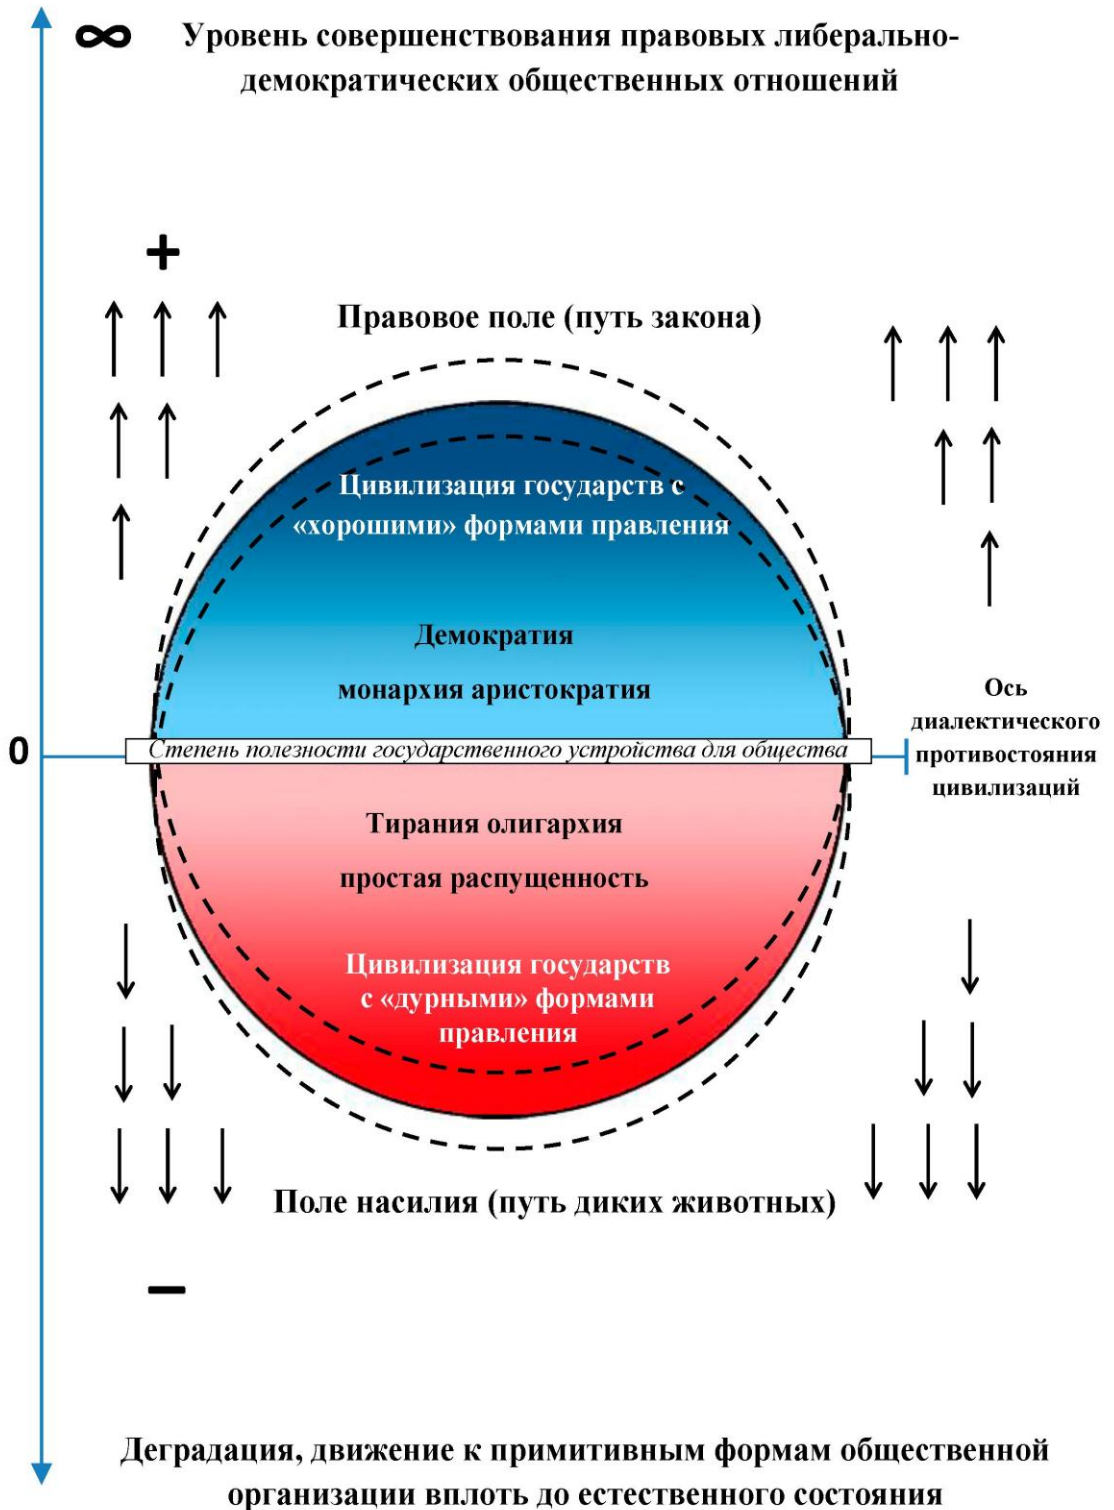 ∞ Уровень совершенствования правовых либерально-
демократических общественных отношений
+
Правовое поле (путь закона)
Цивилизация государств с
«хорошими» формами правления
Демократия
монархия аристократия
Ось
диалектического
противостояния
цивилизаций
0
Степень полезности государственного устройства для общества
Тирания олигархия
простая распущенность
Цивилизация государств
с «дурными» формами
правления
Поле насилия (путь диких животных)
−
Деградация, движение к примитивным формам общественной
организации вплоть до естественного состояния